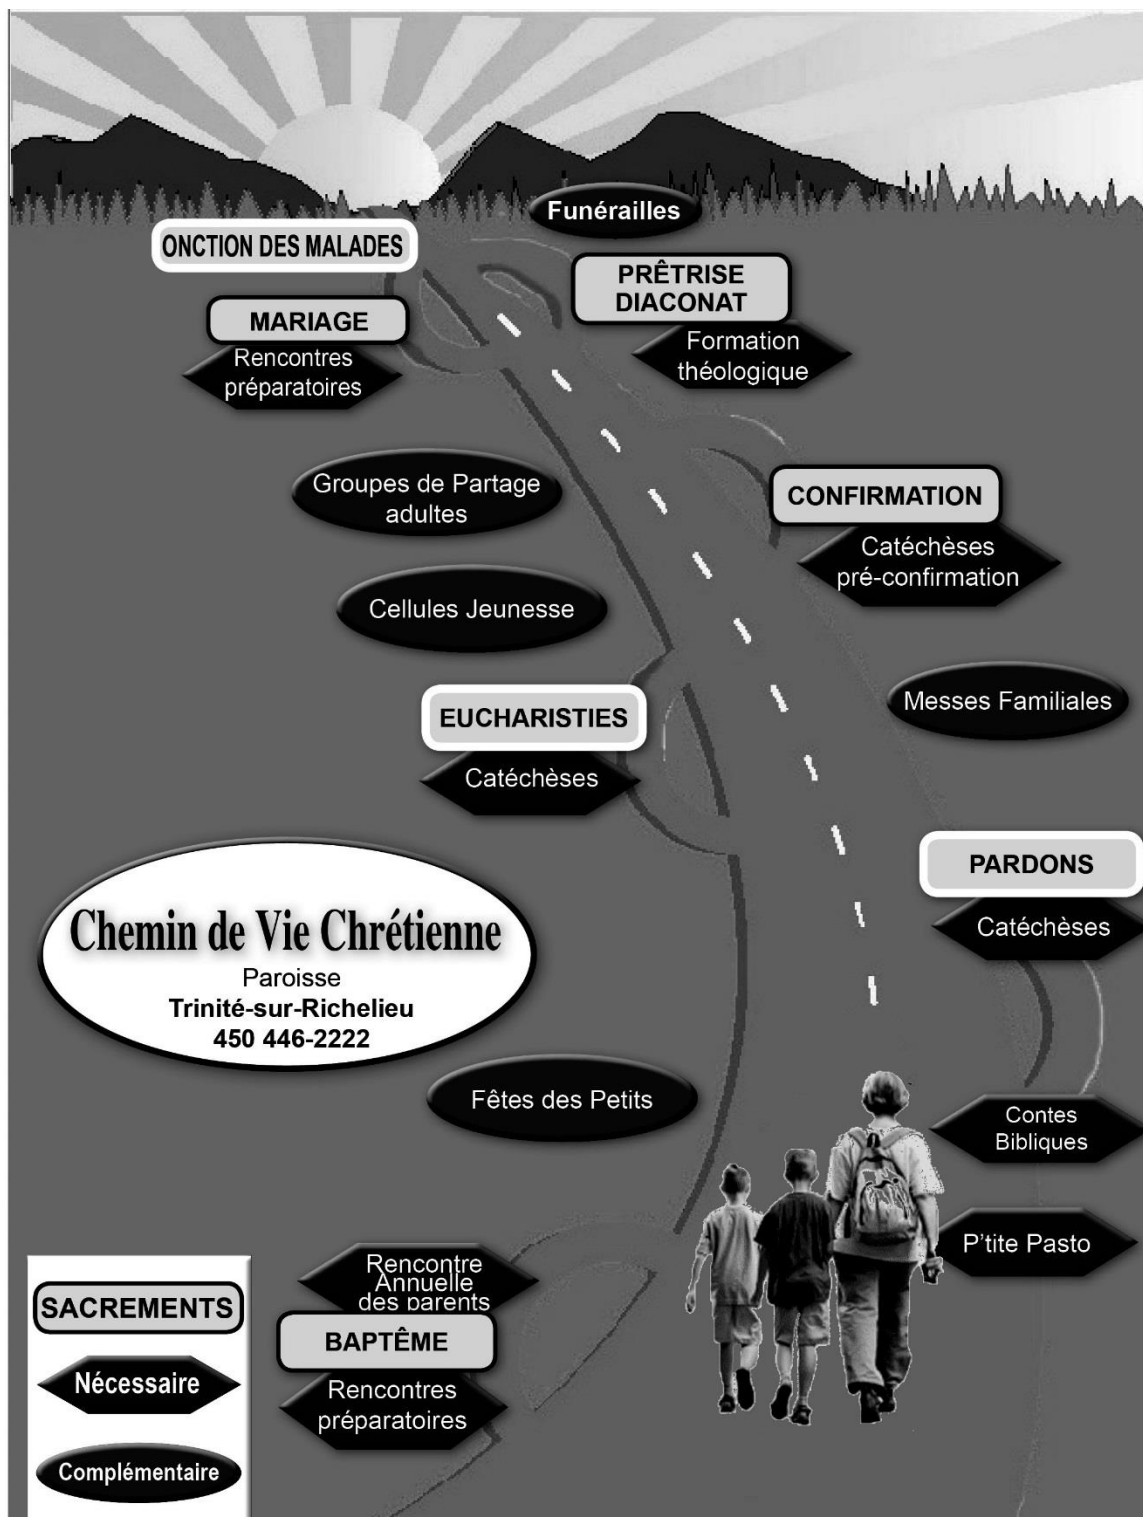 Funérailles
ONCTION DES MALADES
PRÊTRISE
DIACONAT
MARIAGE
Rencontres
préparatoires
Formation
théologique
Groupes de Partage
adultes
CONFIRMATION
Catéchèses
pré-confirmation
Cellules Jeunesse
Messes Familiales
EUCHARISTIES
Catéchèses
PARDONS
Catéchèses
Chemin de Vie Chrétienne
Paroisse
Trinité-sur-Richelieu
450 446-2222
Fêtes des Petits
Contes
Bibliques
P'tite Pasto
Rencontre
Annuelle
des parents
BAPTÊME
Rencontres
préparatoires
SACREMENTS
Nécessaire
Complémentaire